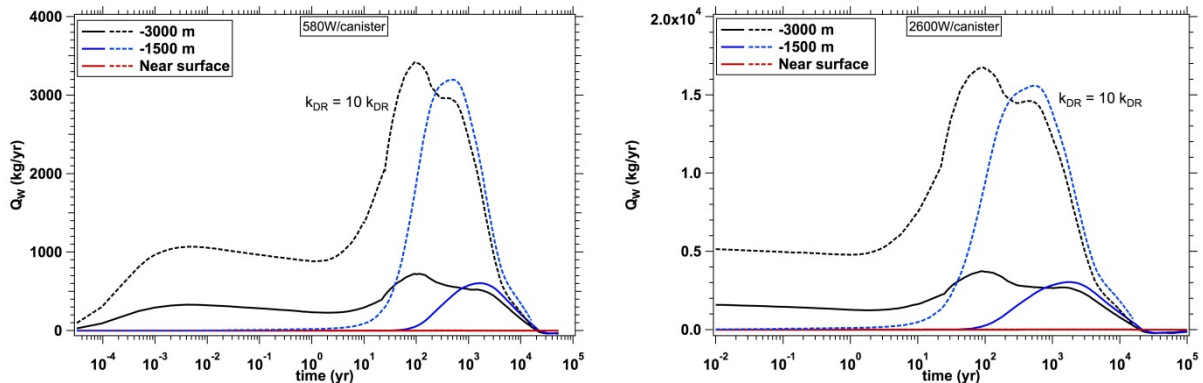 580W/canister
-3000 m
-1500 m
Near surface
k_DR = 10 k_DR
4000
3000
2000
1000
0
Q_W (kg/yr)
10^-4 10^-3 10^-2 10^-1 10^0 10^1 10^2 10^3 10^4 10^5
time (yr)
2.0x10^4
2600W/canister
-3000 m
-1500 m
Near surface
k_DR = 10 k_DR
1.5
1.0
0.5
0.0
Q_W (kg/yr)
10^-2 10^-1 10^0 10^1 10^2 10^3 10^4 10^5
time (yr)